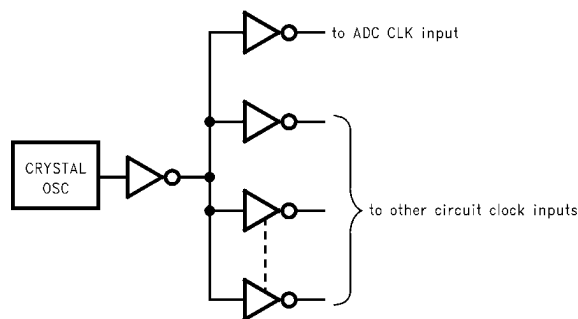 to ADC CLK input
CRYSTAL
OSC
to other circuit clock inputs